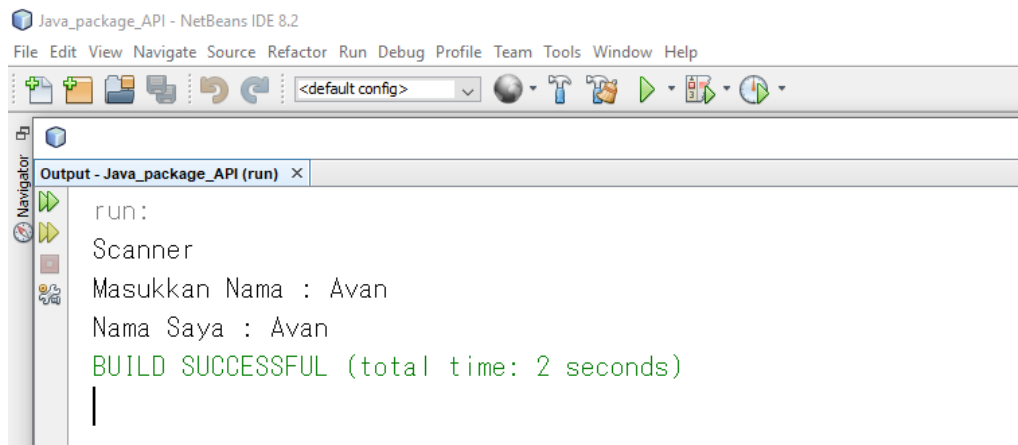 Java_package_API - NetBeans IDE 8.2
File Edit View Navigate Source Refactor Run Debug Profile Team Tools Window Help
<default config>
Navigator
Output - Java_package_API (run) ×
run:
Scanner
Masukkan Nama : Avan
Nama Saya : Avan
BUILD SUCCESSFUL (total time: 2 seconds)